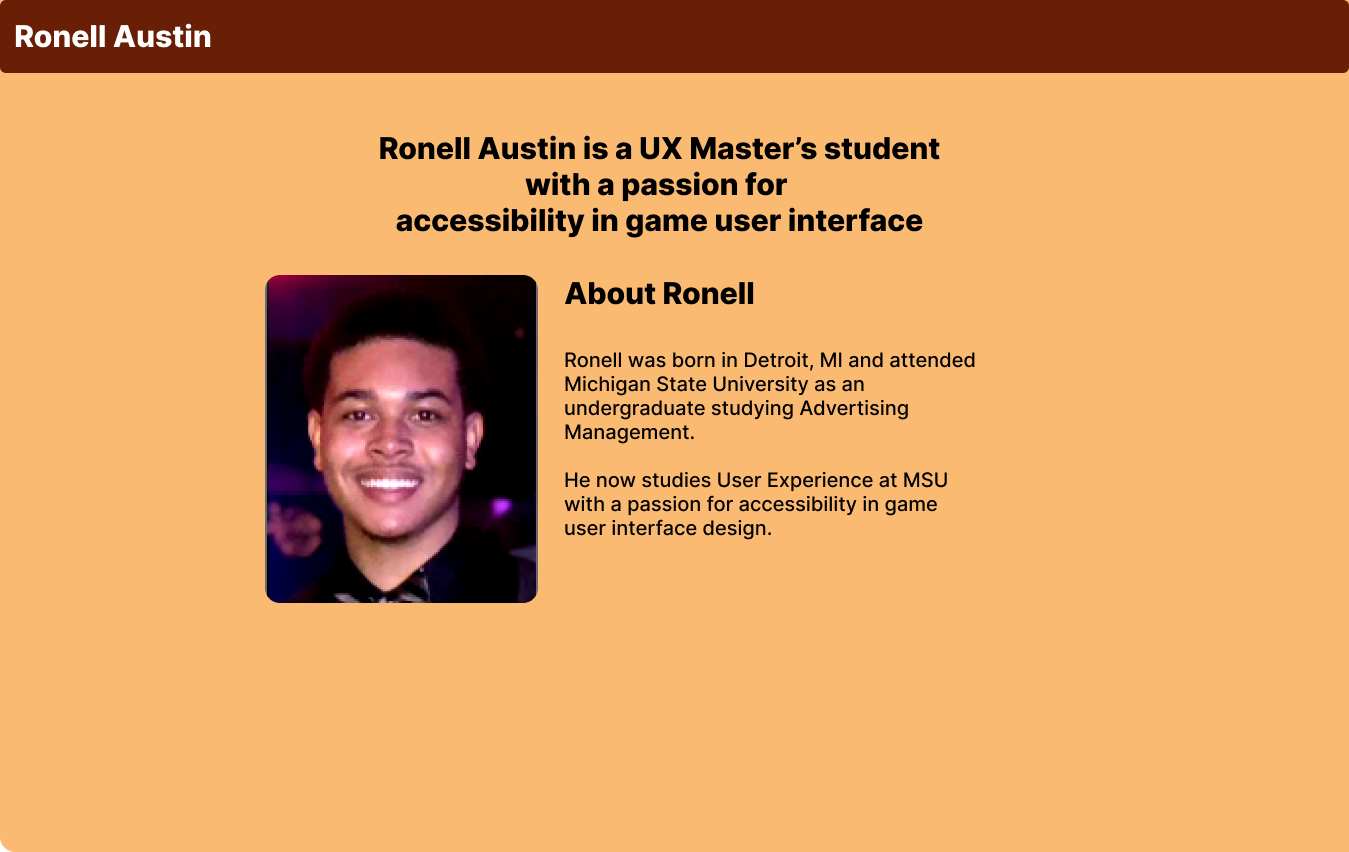 Ronell Austin
Ronell Austin is a UX Master’s student
with a passion for
accessibility in game user interface
About Ronell
Ronell was born in Detroit, MI and attended
Michigan State University as an
undergraduate studying Advertising
Management.
He now studies User Experience at MSU
with a passion for accessibility in game
user interface design.